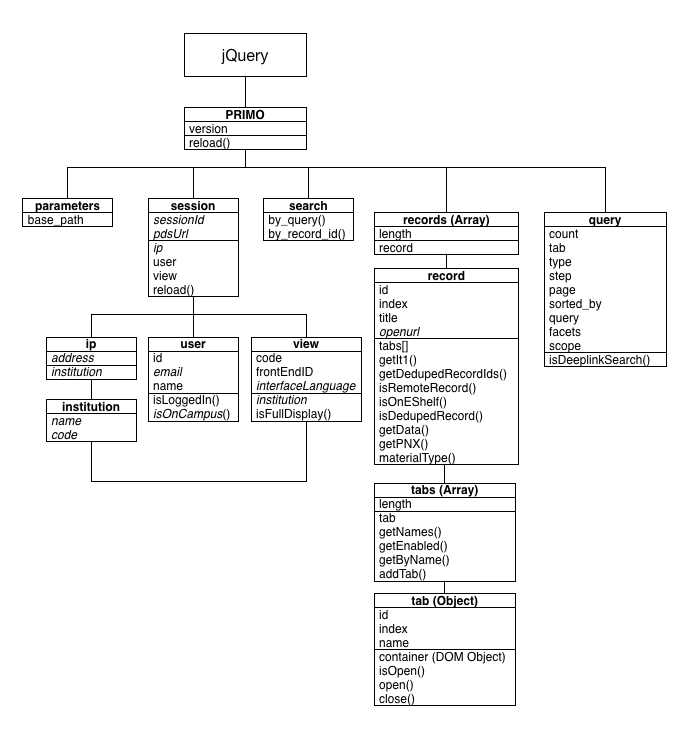 jQuery
PRIMO
version
reload()
parameters
base_path
session
sessionId
pdsUrl
ip
user
view
reload()
search
by_query()
by_record_id()
records (Array)
length
record
query
count
tab
type
step
page
sorted_by
query
facets
scope
isDeeplinkSearch()
record
id
index
title
openurl
tabs[]
getIt1()
getDedupedRecordIds()
isRemoteRecord()
isOnEShelf()
isDedupedRecord()
getData()
getPNX()
materialType()
ip
address
institution
user
id
email
name
isLoggedIn()
isOnCampus()
view
code
frontEndID
interfaceLanguage
institution
isFullDisplay()
institution
name
code
tabs (Array)
length
tab
getNames()
getEnabled()
getByName()
addTab()
tab (Object)
id
index
name
container (DOM Object)
isOpen()
open()
close()